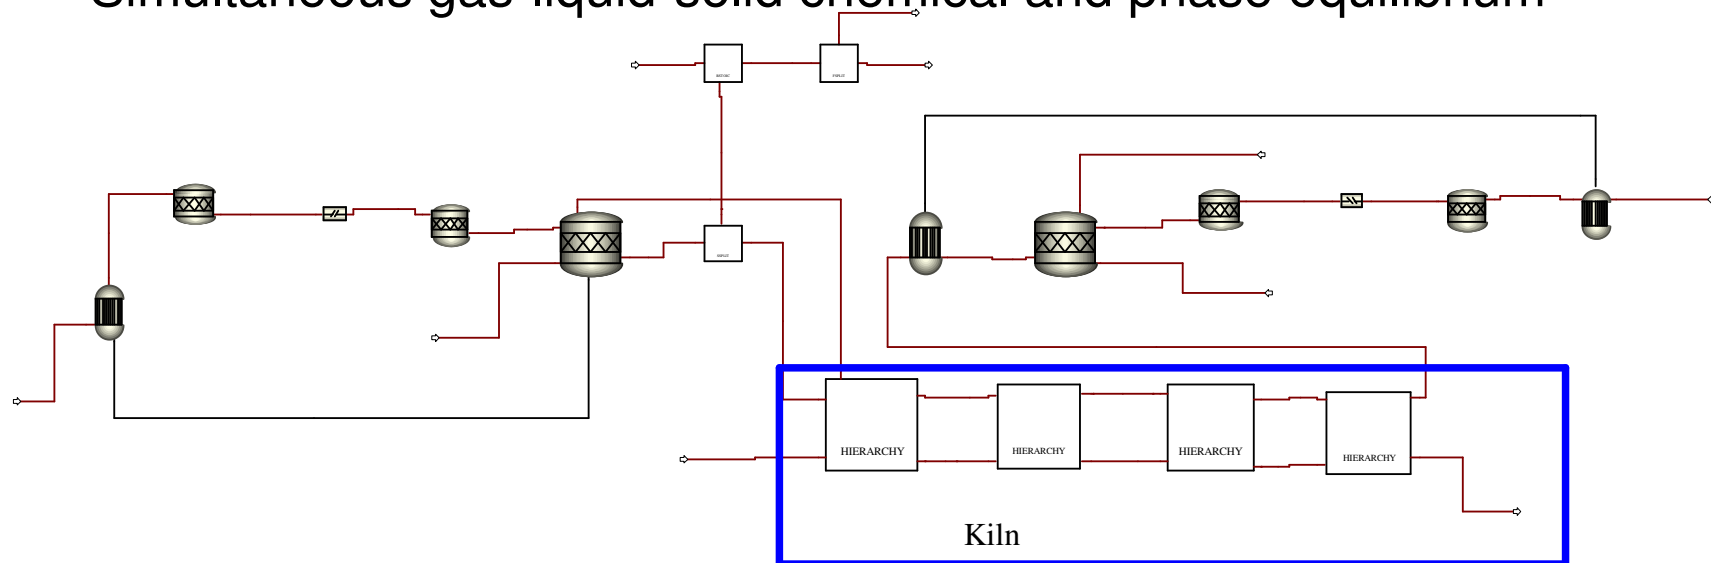 Simultaneous gas-liquid-solid chemical and phase equilibrium
HIERARCHY
HIERARCHY
HIERARCHY
HIERARCHY
Kiln